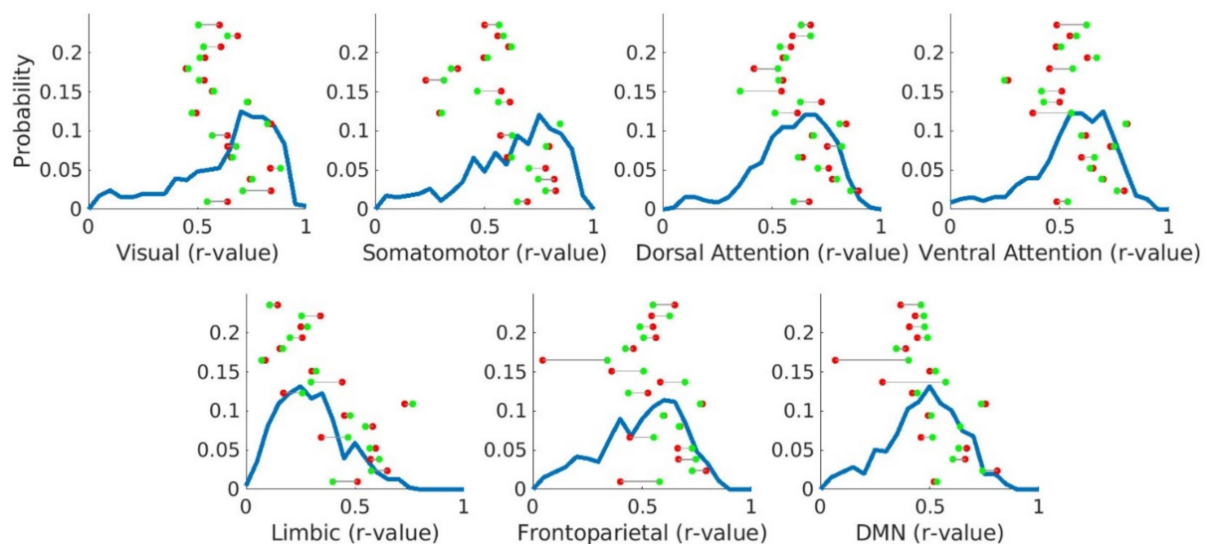 Probability
0.2
0.15
0.1
0.05
0
0 0.5 1
Visual (r-value)
0.2
0.15
0.1
0.05
0
0 0.5 1
Somatomotor (r-value)
0.2
0.15
0.1
0.05
0
0 0.5 1
Dorsal Attention (r-value)
0.2
0.15
0.1
0.05
0
0 0.5 1
Ventral Attention (r-value)
0.2
0.15
0.1
0.05
0
0 0.5 1
Limbic (r-value)
0.2
0.15
0.1
0.05
0
0 0.5 1
Frontoparietal (r-value)
0.2
0.15
0.1
0.05
0
0 0.5 1
DMN (r-value)